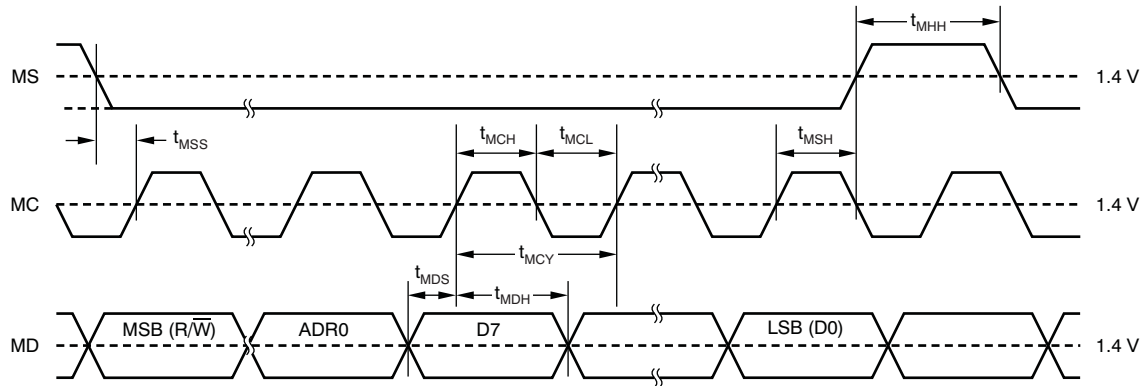 tMHH
MS
1.4 V
tMSS
tMCH
tMCL
tMSH
MC
1.4 V
tMCY
tMDS
tMDH
MSB (R/W̅)
ADR0
D7
LSB (D0)
MD
1.4 V